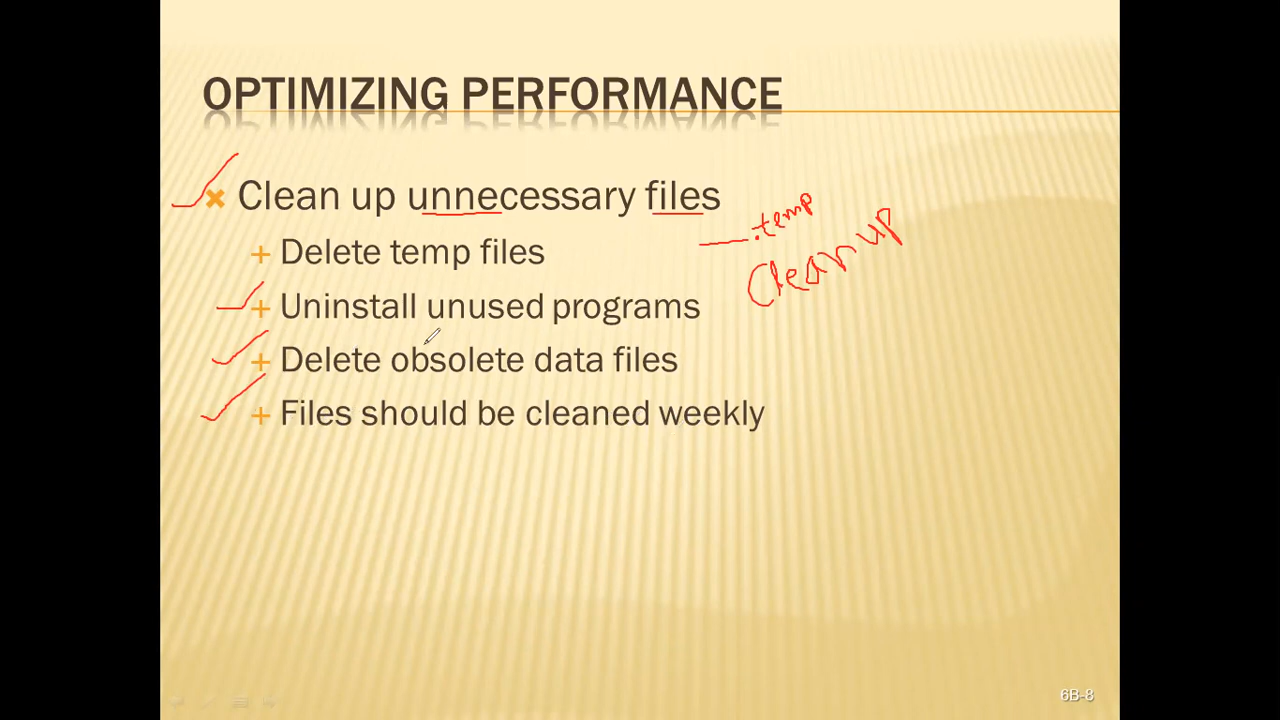 OPTIMIZING PERFORMANCE
Clean up unnecessary files
.temp
Delete temp files
Clean up
Uninstall unused programs
Delete obsolete data files
Files should be cleaned weekly
6B-8